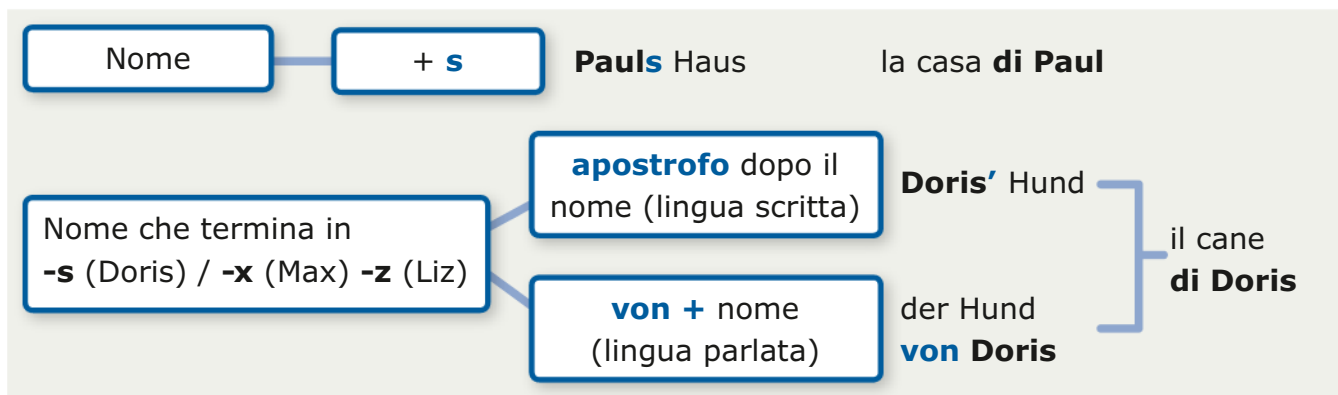 Nome + s Pauls Haus la casa di Paul
apostrofo dopo il
nome (lingua scritta)
Doris’ Hund
Nome che termina in
-s (Doris) / -x (Max) -z (Liz)
il cane
di Doris
von + nome
(lingua parlata)
der Hund
von Doris